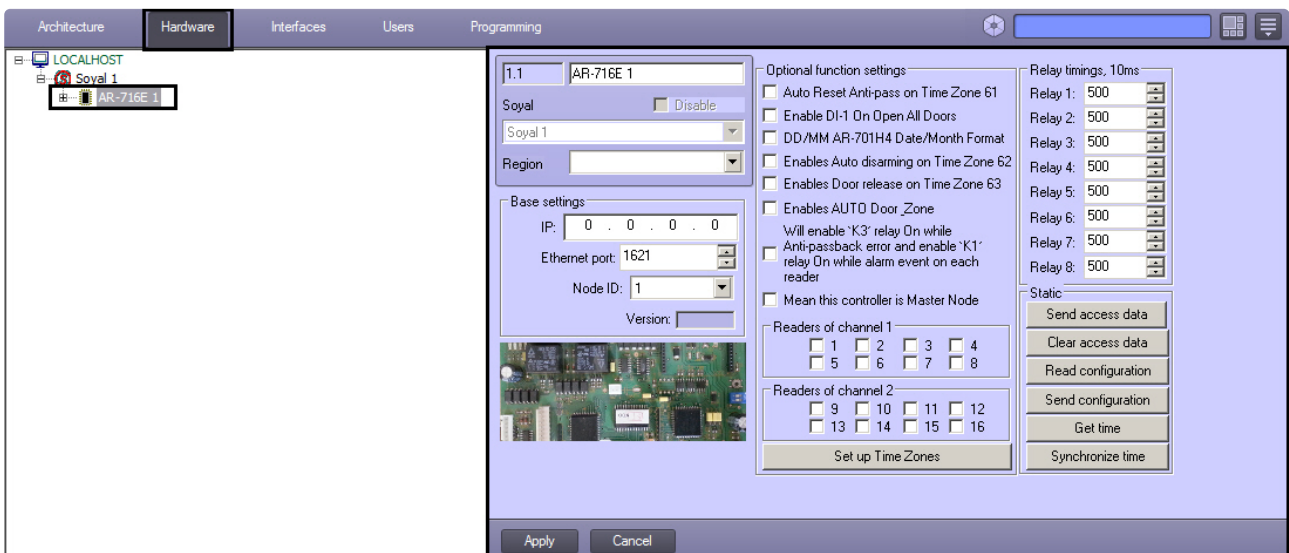 Architecture Hardware Interfaces Users Programming
LOCALHOST
Soyal 1
AR-716E 1
1.1 AR-716E 1
Soyal Disable
Soyal 1
Region
Base settings
IP: 0 . 0 . 0 . 0
Ethernet port: 1621
Node ID: 1
Version:
Optional function settings
Auto Reset Anti-pass on Time Zone 61
Enable DI-1 On Open All Doors
DD/MM AR-701H4 Date/Month Format
Enables Auto disarming on Time Zone 62
Enables Door release on Time Zone 63
Enables AUTO Door_Zone
Will enable `K3´ relay On while
Anti-passback error and enable `K1´
relay On while alarm event on each
reader
Mean this controller is Master Node
Readers of channel 1
1 2 3 4
5 6 7 8
Readers of channel 2
9 10 11 12
13 14 15 16
Set up Time Zones
Relay timings, 10ms
Relay 1: 500
Relay 2: 500
Relay 3: 500
Relay 4: 500
Relay 5: 500
Relay 6: 500
Relay 7: 500
Relay 8: 500
Static
Send access data
Clear access data
Read configuration
Send configuration
Get time
Synchronize time
Apply Cancel